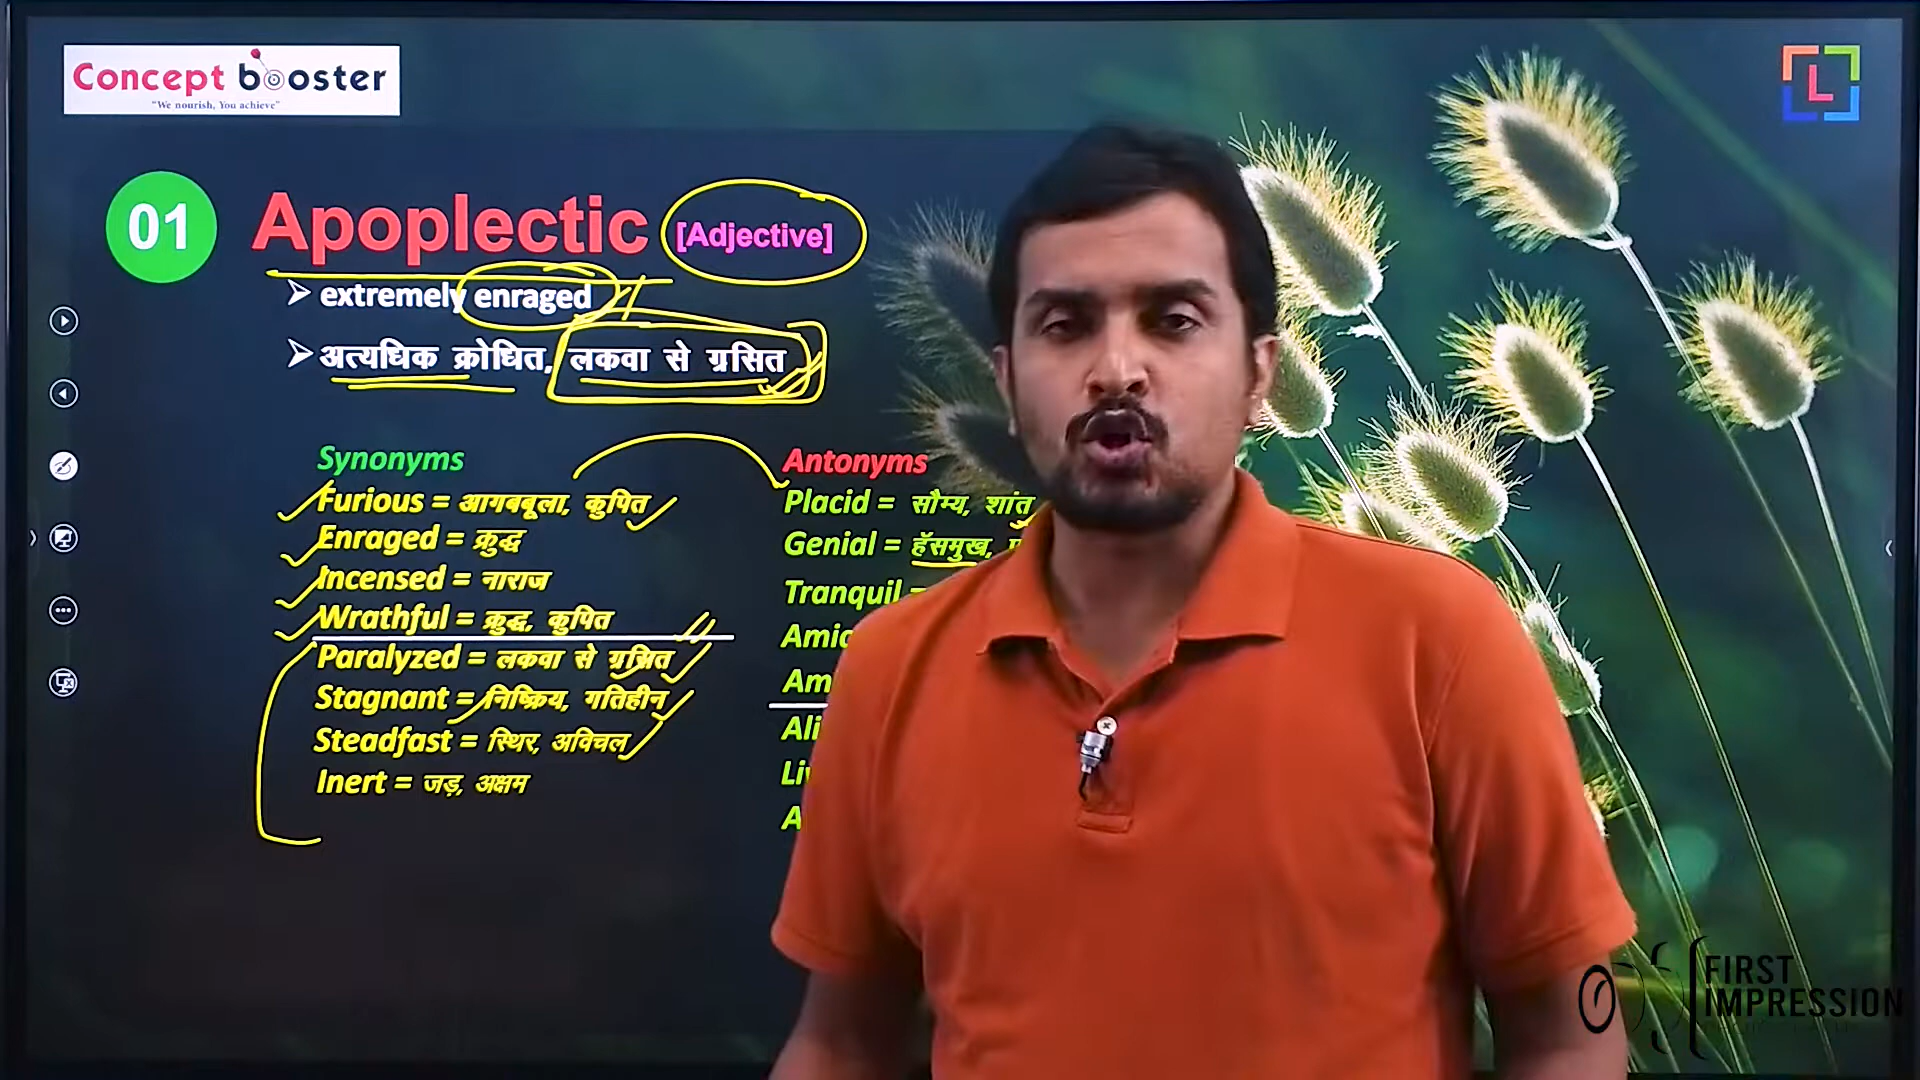 Concept booster
"We nourish, You achieve"
L
01
Apoplectic [Adjective]
extremely enraged
अत्यधिक क्रोधित, लकवा से ग्रसित
Synonyms
Furious = आगबबूला, कुपित
Enraged = क्रुद्ध
Incensed = नाराज
Wrathful = क्रुद्ध, कुपित
Paralyzed = लकवा से ग्रसित
Stagnant = निष्क्रिय, गतिहीन
Steadfast = स्थिर, अविचल
Inert = जड़, अक्षम
Antonyms
Placid = सौम्य, शांत
Genial = हँसमुख,
Tranquil =
FIRST
IMPRESSION